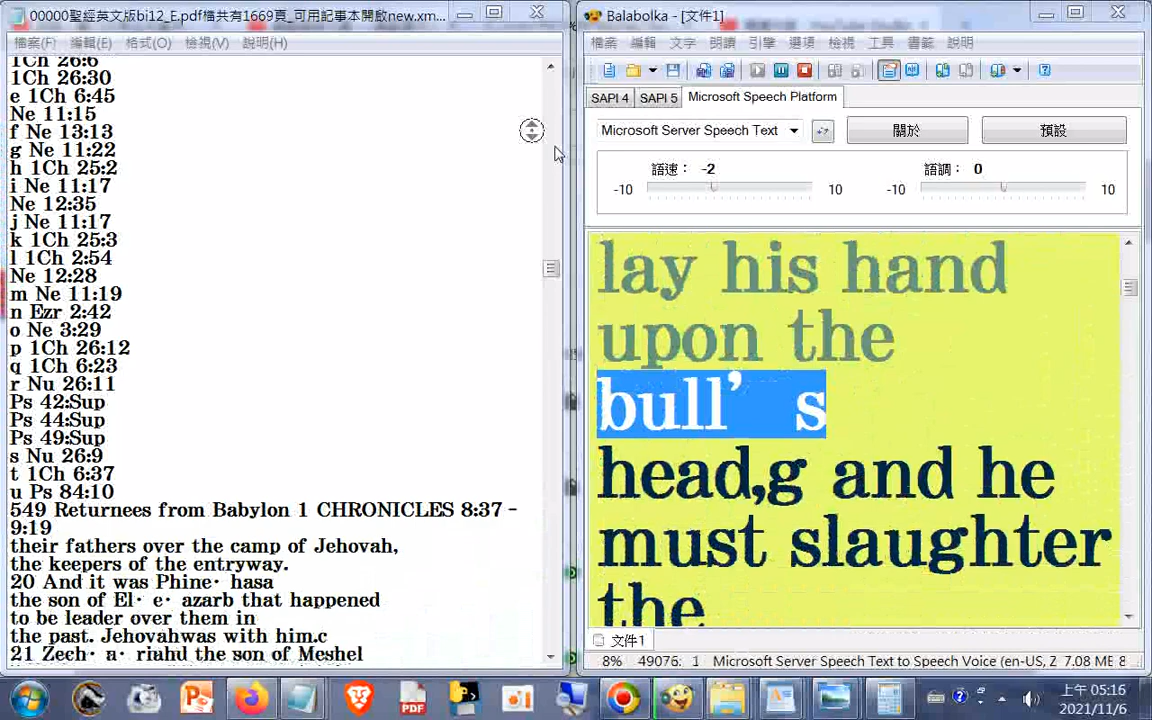 00000聖經英文版bi12_E.pdf檔共有1669頁_可用記事本開啟new.xm...
檔案(F) 編輯(E) 格式(O) 檢視(V) 說明(H)
1Ch 26:6
1Ch 26:30
e 1Ch 6:45
Ne 11:15
f Ne 13:13
g Ne 11:22
h 1Ch 25:2
i Ne 11:17
Ne 12:35
j Ne 11:17
k 1Ch 25:3
l 1Ch 2:54
Ne 12:28
m Ne 11:19
n Ezr 2:42
o Ne 3:29
p 1Ch 26:12
q 1Ch 6:23
r Nu 26:11
Ps 42:Sup
Ps 44:Sup
Ps 49:Sup
s Nu 26:9
t 1Ch 6:37
u Ps 84:10
549 Returnees from Babylon 1 CHRONICLES 8:37 –
9:19
their fathers over the camp of Jehovah,
the keepers of the entryway.
20 And it was Phine·hasa
the son of El·e·azarb that happened
to be leader over them in
the past. Jehovahwas with him.c
21 Zech·a·riahd the son of Meshel
Balabolka - [文件1]
檔案 編輯 文字 朗讀 引擎 選項 檢視 工具 書籤 說明
SAPI 4 SAPI 5 Microsoft Speech Platform
Microsoft Server Speech Text 關於 預設
語速： -2 語調： 0
-10 10 -10 10
lay his hand
upon the
bull’s
head,g and he
must slaughter
the
文件1
8% 49076: 1 Microsoft Server Speech Text to Speech Voice (en-US, Z 7.08 ME 8
PDF
上午 05:16
2021/11/6